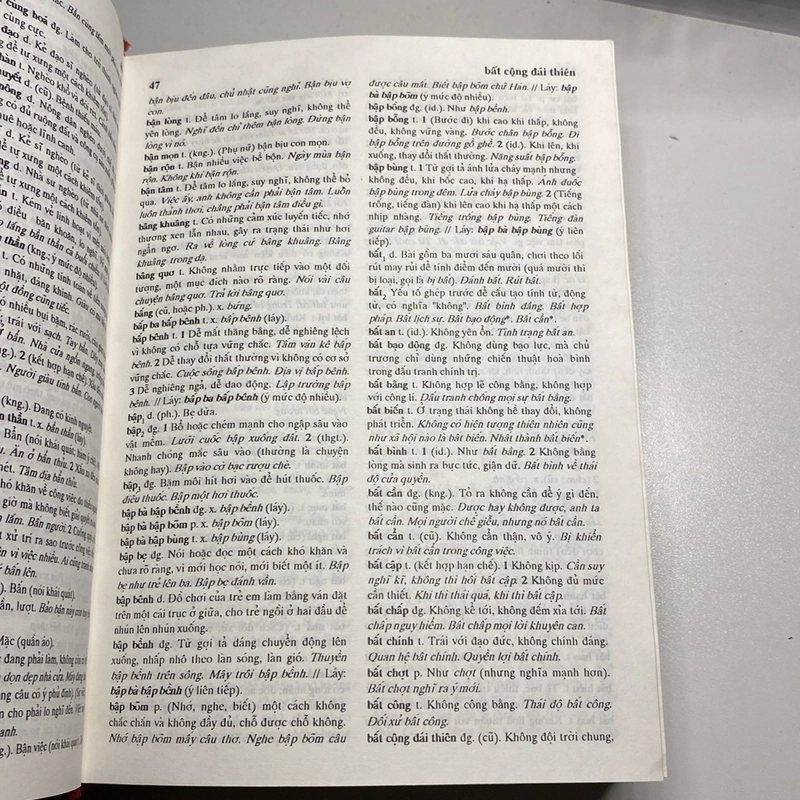 47
bất cộng đái thiên
bận bịu đến đâu, chủ nhật cũng nghỉ. Bận bịu vợ
con.
bận lòng t. Để tâm lo lắng, suy nghĩ, không thể
yên lòng. Nghĩ đến chỉ thêm bận lòng. Đừng bận
lòng vì nó.
bận mọn t. (kng.). (Phụ nữ) bận bịu con mọn.
bận rộn t. Bận nhiều việc bề bộn. Ngày mùa bận
rộn. Không khí bận rộn.
bận tâm t. Để tâm lo lắng, suy nghĩ, không thể bỏ
qua. Việc ấy, anh không cần phải bận tâm. Luôn
luôn thảnh thơi, chẳng phải bận tâm điều gì.
bâng khuâng t. Có những cảm xúc luyến tiếc, nhớ
thương xen lẫn nhau, gây ra trạng thái như hơi
ngẩn ngơ. Ra về lòng cứ bâng khuâng. Bâng
khuâng trong dạ.
bâng quơ t. Không nhằm trực tiếp vào một đối
tượng, một mục đích nào rõ ràng. Nói vài câu
chuyện bâng quơ. Trả lời bâng quơ.
bâng (cũ, hoặc ph.). x. bưng.
bấp ba bấp bênh t. x. bấp bênh (láy).
bấp bênh t. 1 Dễ mất thăng bằng, dễ nghiêng lệch
vì không có chỗ tựa vững chắc. Tấm ván kê bấp
bênh. 2 Dễ thay đổi thất thường vì không có cơ sở
vững chắc. Cuộc sống bấp bênh. Địa vị bấp bênh.
3 Dễ nghiêng ngả, dễ dao động. Lập trường bấp
bênh. // Láy: bấp ba bấp bênh (ý mức độ nhiều).
bập₁ d. (ph.). Bẹ dừa.
bập₂ đg. 1 Bổ hoặc chém mạnh cho ngập sâu vào
vật mềm. Lưỡi cuốc bập xuống đất. 2 (thgt.).
Nhanh chóng mắc sâu vào (thường là chuyện
không hay). Bập vào cờ bạc rượu chè.
bập₃ đg. Bặm môi hít hơi vào để hút thuốc. Bập
điếu thuốc. Bập một hơi thuốc.
bập bà bập bềnh đg. x. bập bềnh (láy).
bập bà bập bõm p. x. bập bõm (láy).
bập bà bập bùng t. x. bập bùng (láy).
bập bẹ đg. Nói hoặc đọc một cách khó khăn và
chưa rõ ràng, vì mới học nói, mới biết một ít. Bập
bẹ như trẻ lên ba. Bập bẹ đánh vần.
bập bênh d. Đồ chơi của trẻ em làm bằng ván đặt
trên một cái trục ở giữa, cho trẻ ngồi ở hai đầu để
nhún lên nhún xuống.
bập bềnh đg. Từ gợi tả dáng chuyển động lên
xuống, nhấp nhô theo làn sóng, làn gió. Thuyền
bập bềnh trên sông. Mây trôi bập bềnh. // Láy:
bập bà bập bềnh (ý liên tiếp).
bập bõm p. (Nhớ, nghe, biết) một cách không
chắc chắn và không đầy đủ, chỗ được chỗ không.
Nhớ bập bõm mấy câu thơ. Nghe bập bõm câu
được câu mất. Biết bập bõm chữ Hán. // Láy: bập
bà bập bõm (ý mức độ nhiều).
bập bồng đg. (id.). Như bập bềnh.
bập bỗng t. 1 (Bước đi) khi cao khi thấp, không
đều, không vững vàng. Bước chân bập bỗng. Đi
bập bỗng trên đường gồ ghề. 2 (id.). Khi lên, khi
xuống, thay đổi thất thường. Năng suất bập bỗng.
bập bùng t. 1 Từ gợi tả ánh lửa cháy mạnh nhưng
không đều, khi bốc cao, khi hạ thấp. Ánh đuốc
bập bùng trong đêm. Lửa cháy bập bùng. 2 (Tiếng
trống, tiếng đàn) khi lên cao khi hạ thấp một cách
nhịp nhàng. Tiếng trống bập bùng. Tiếng đàn
guitar bập bùng. // Láy: bập bà bập bùng (ý liên
tiếp).
bất₁ d. Bài gồm ba mươi sáu quân, chơi theo lối
rút may rủi để tính điểm đến mười (quá mười thì
bị loại, gọi là bị bất). Đánh bất. Rút bất.
bất₂ Yếu tố ghép trước để cấu tạo tính từ, động
từ, có nghĩa "không". Bất bình đẳng. Bất hợp
pháp. Bất lịch sự. Bất bạo động*. Bất cẩn*.
bất an t. (id.). Không yên ổn. Tình trạng bất an.
bất bạo động đg. Không dùng bạo lực, mà chủ
trương chỉ dùng những chiến thuật hoà bình
trong đấu tranh chính trị.
bất bằng t. Không hợp lẽ công bằng, không hợp
với công lí. Đấu tranh chống mọi sự bất bằng.
bất biến t. Ở trạng thái không hề thay đổi, không
phát triển. Không có hiện tượng thiên nhiên cũng
như xã hội nào là bất biến. Nhất thành bất biến*.
bất bình t. 1 (id.). Như bất bằng. 2 Không bằng
lòng mà sinh ra bực tức, giận dữ. Bất bình về thái
độ cửa quyền.
bất cần đg. (kng.). Tỏ ra không cần để ý gì đến,
thế nào cũng mặc. Được hay không được, anh ta
bất cần. Mọi người chê giễu, nhưng nó bất cần.
bất cẩn t. (cũ). Không cẩn thận, vô ý. Bị khiển
trách vì bất cẩn trong công việc.
bất cập t. (kết hợp hạn chế). 1 Không kịp. Cần suy
nghĩ kĩ, không thì hối bất cập. 2 Không đủ mức
cần thiết. Khi thì thái quá, khi thì bất cập.
bất chấp đg. Không kể tới, không đếm xỉa tới. Bất
chấp nguy hiểm. Bất chấp mọi lời khuyên can.
bất chính t. Trái với đạo đức, không chính đáng.
Quan hệ bất chính. Quyền lợi bất chính.
bất chợt p. Như chợt (nhưng nghĩa mạnh hơn).
Bất chợt nghĩ ra ý mới.
bất công t. Không công bằng. Thái độ bất công.
Đối xử bất công.
bất cộng đái thiên đg. (cũ). Không đội trời chung,